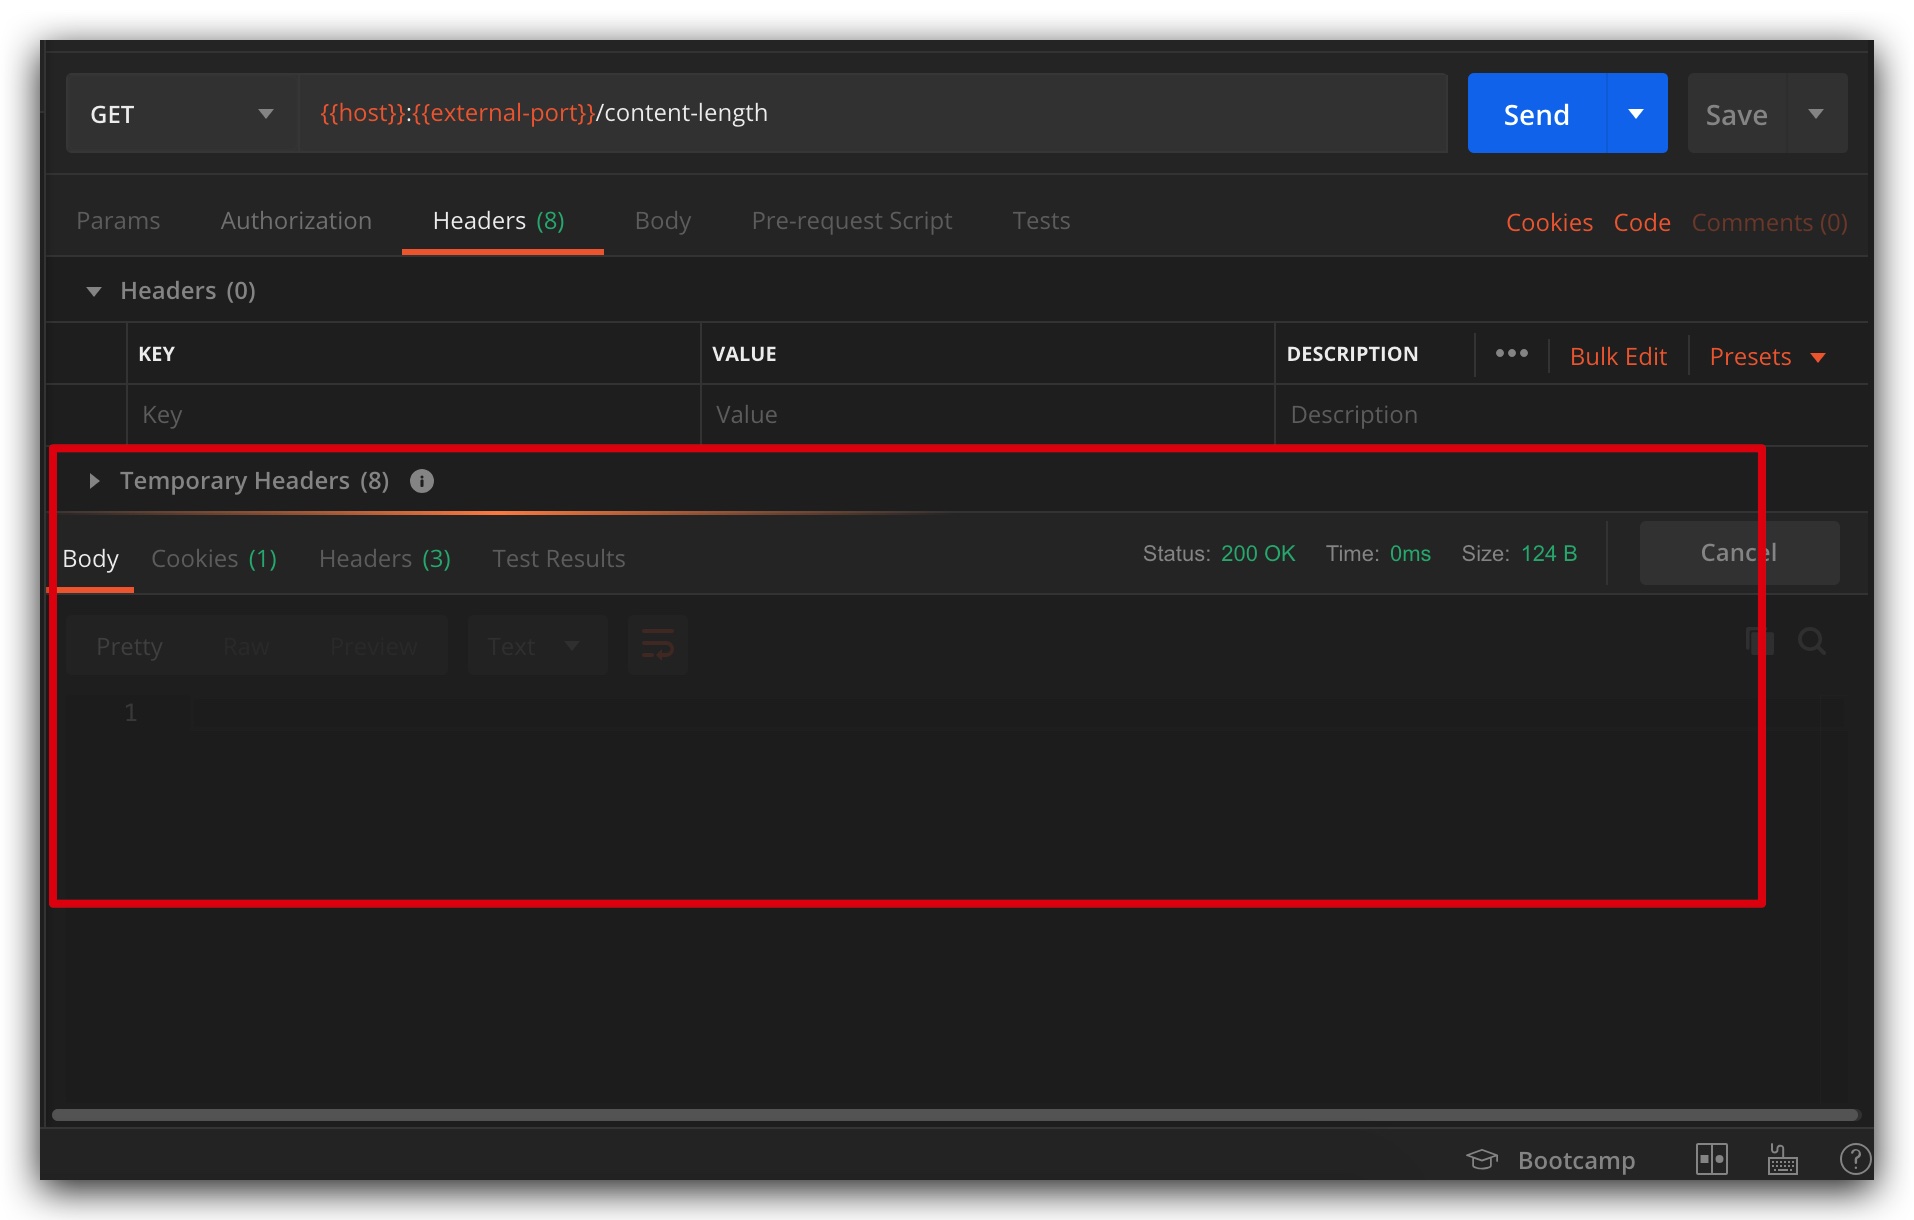 GET {{host}}:{{external-port}}/content-length Send Save
Params Authorization Headers (8) Body Pre-request Script Tests Cookies Code Comments (0)
Headers (0)
KEY VALUE DESCRIPTION ••• Bulk Edit Presets
Key Value Description
Temporary Headers (8) i
Body Cookies (1) Headers (3) Test Results Status: 200 OK Time: 0ms Size: 124 B Cancel
Pretty Raw Preview Text
1
Bootcamp ?